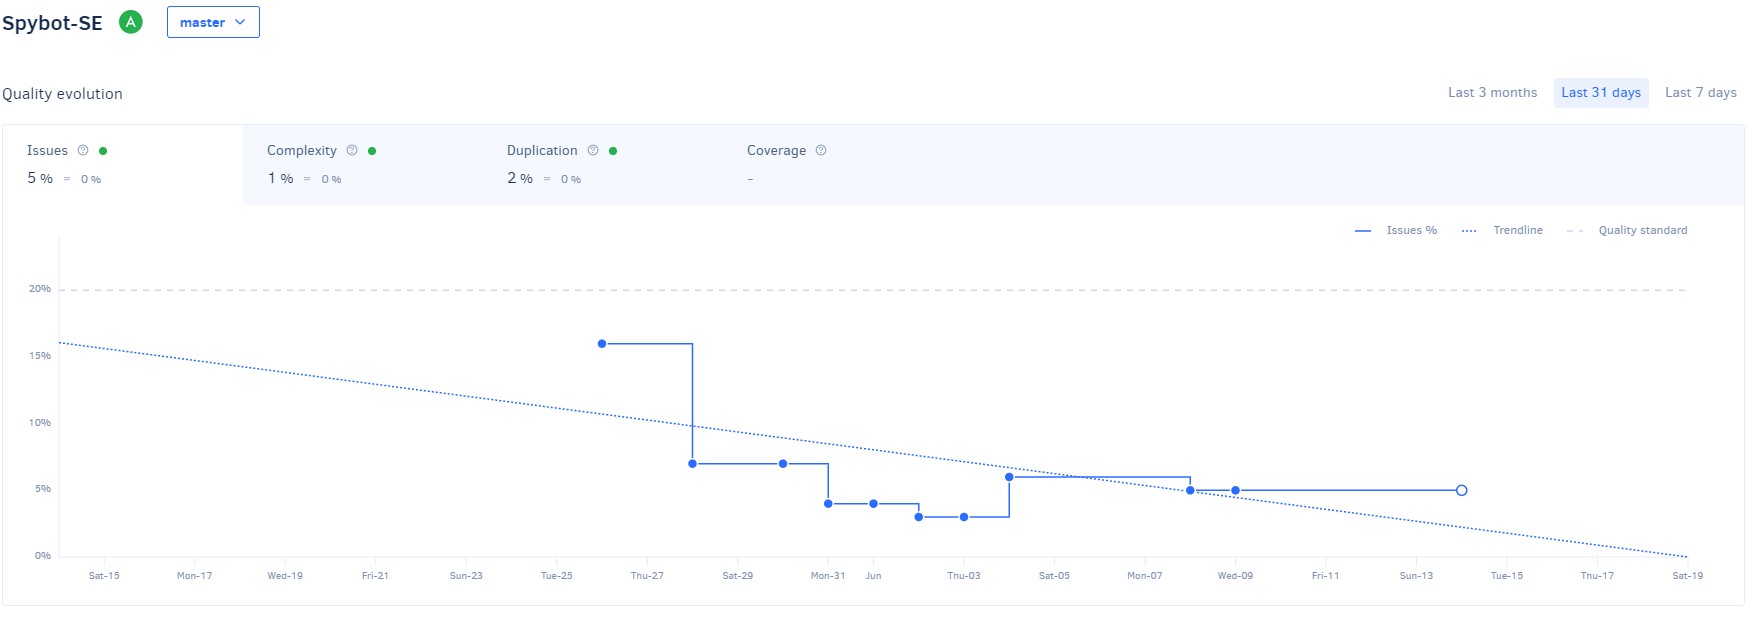 Spybot-SE A master
Quality evolution
Last 3 months Last 31 days Last 7 days
Issues Complexity Duplication Coverage
5 % = 0 % 1 % = 0 % 2 % = 0 % –
Issues % Trendline Quality standard
20%
15%
10%
5%
0%
Sat-15 Mon-17 Wed-19 Fri-21 Sun-23 Tue-25 Thu-27 Sat-29 Mon-31 Jun Thu-03 Sat-05 Mon-07 Wed-09 Fri-11 Sun-13 Tue-15 Thu-17 Sat-19